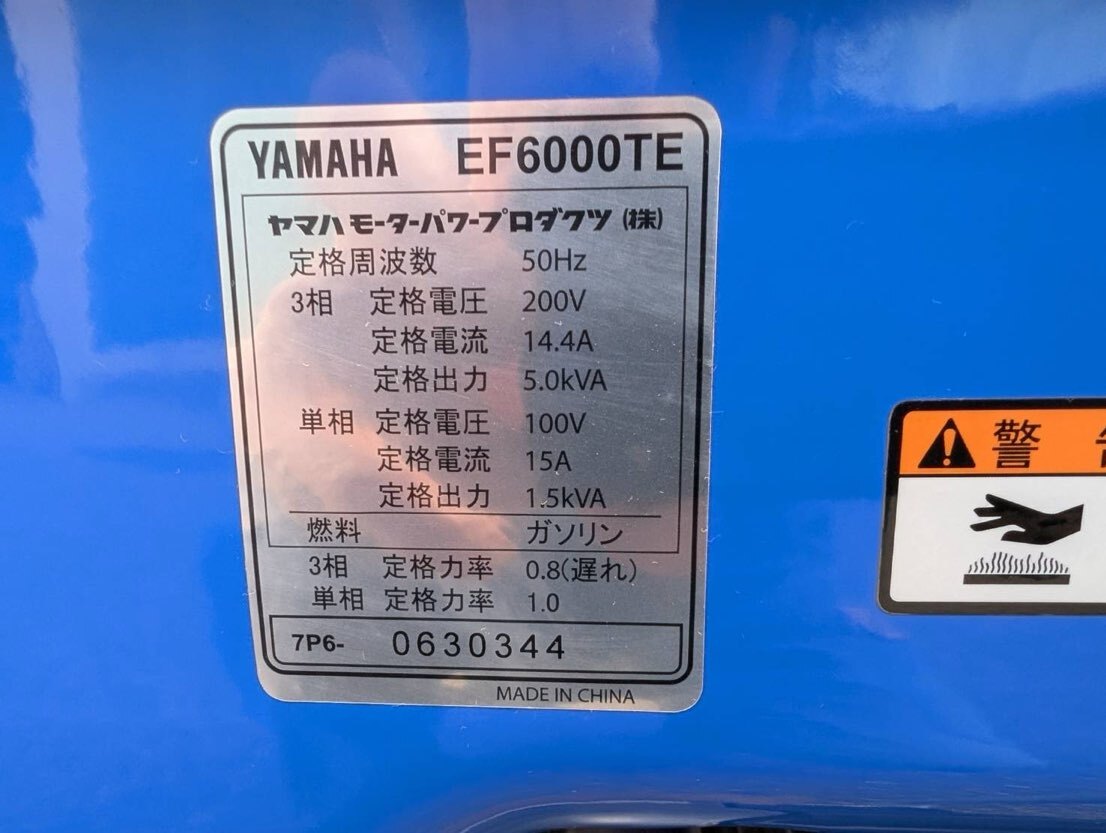 YAMAHA EF6000TE
ヤマハモーターパワープロダクツ(株)
定格周波数 50Hz
3相 定格電圧 200V
定格電流 14.4A
定格出力 5.0kVA
単相 定格電圧 100V
定格電流 15A
定格出力 1.5kVA
燃料 ガソリン
3相 定格力率 0.8(遅れ)
単相 定格力率 1.0
7P6- 0630344
MADE IN CHINA
警